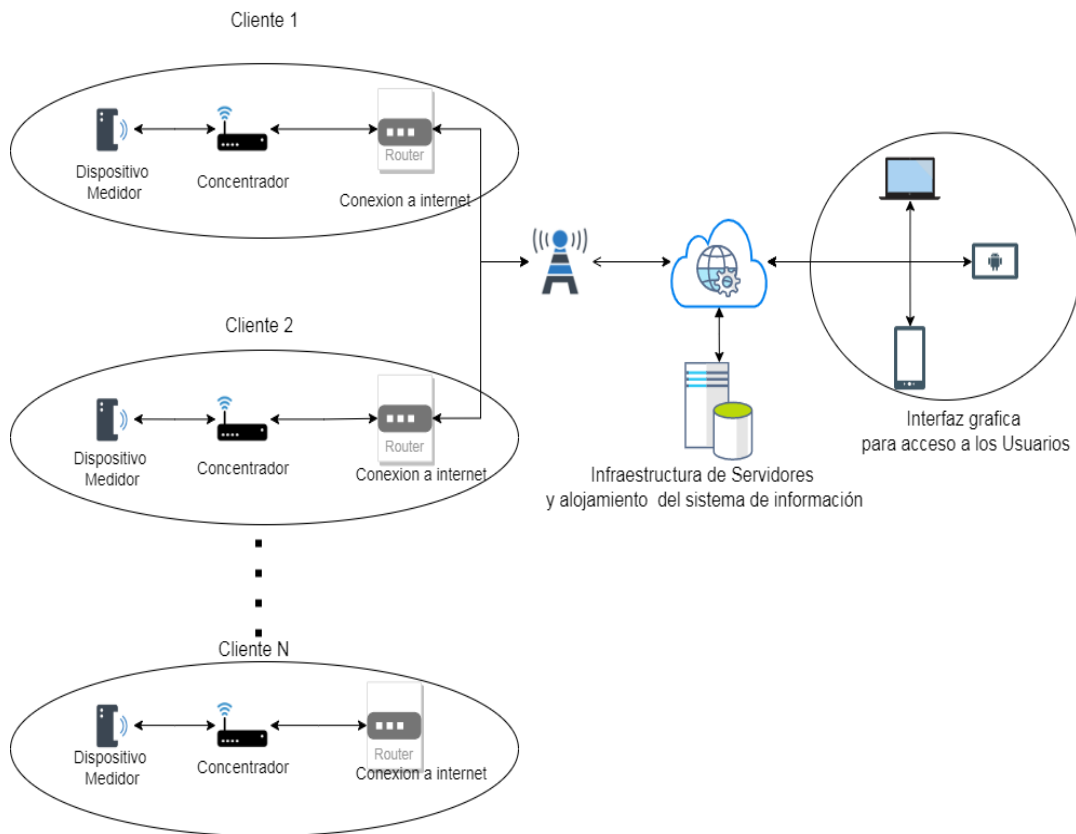 Cliente 1
Dispositivo
Medidor
Concentrador
Router
Conexion a internet
Cliente 2
Dispositivo
Medidor
Concentrador
Router
Conexion a internet
Cliente N
Dispositivo
Medidor
Concentrador
Router
Conexion a internet
Infraestructura de Servidores
y alojamiento del sistema de información
Interfaz grafica
para acceso a los Usuarios